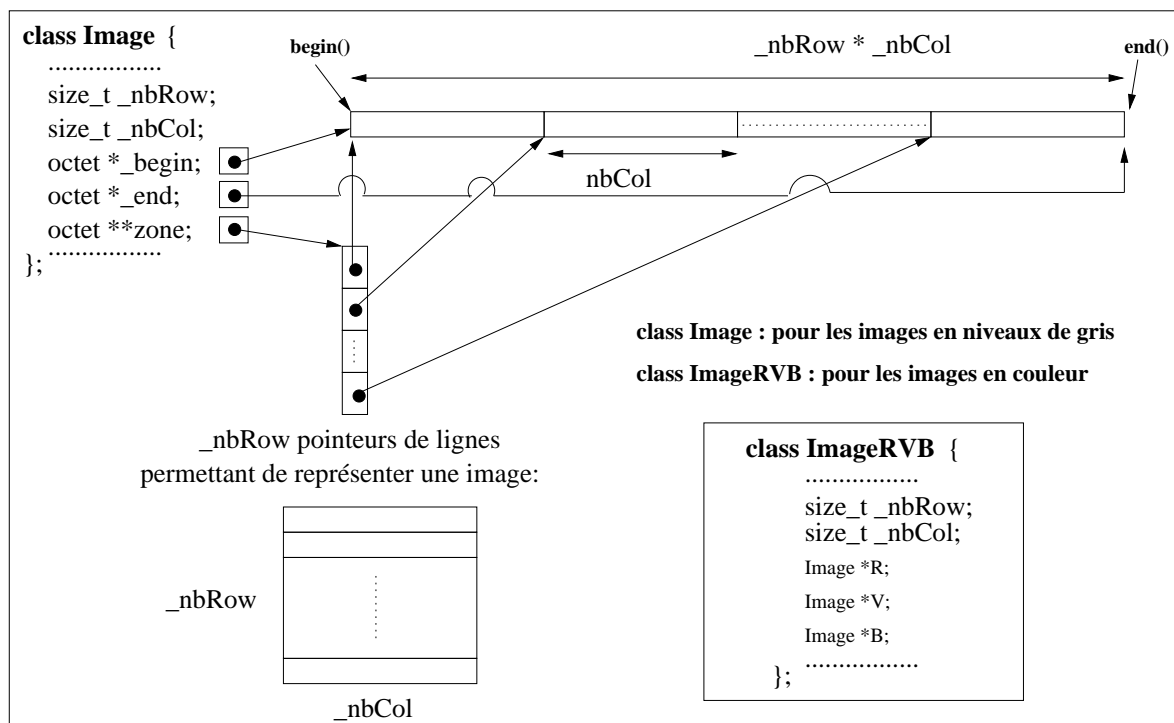 class Image {
.................
size_t _nbRow;
size_t _nbCol;
octet *_begin;
octet *_end;
octet **zone;
.................
};
begin()
_nbRow * _nbCol
end()
nbCol
class Image : pour les images en niveaux de gris
class ImageRVB : pour les images en couleur
_nbRow pointeurs de lignes
permettant de représenter une image:
_nbRow
_nbCol
class ImageRVB {
.................
size_t _nbRow;
size_t _nbCol;
Image *R;
Image *V;
Image *B;
.................
};